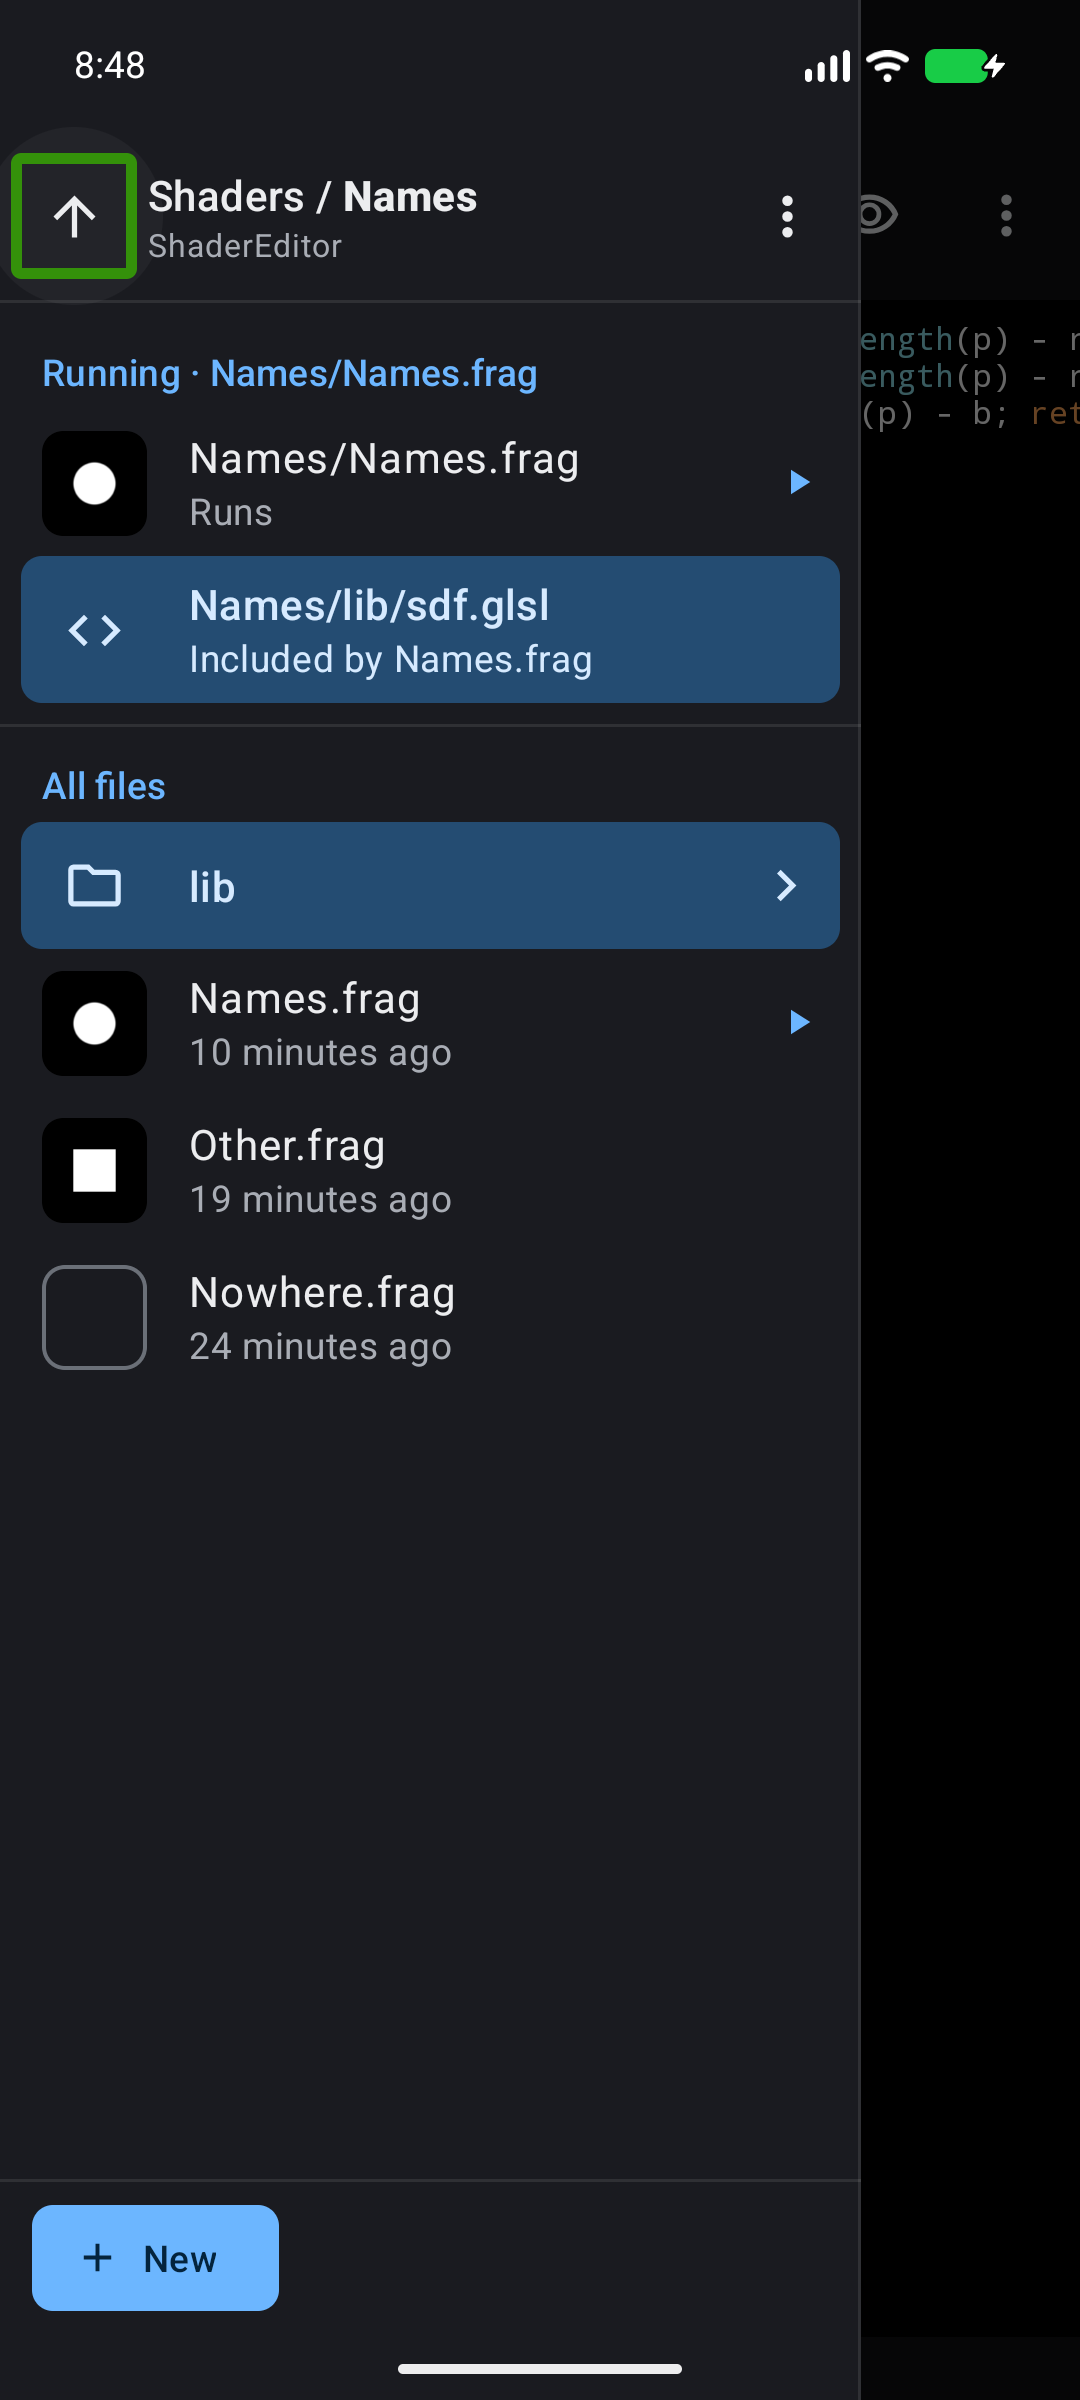 8:48
Shaders / Names
ShaderEditor
ength(p) - r
ength(p) - r
(p) - b; ret
Running · Names/Names.frag
Names/Names.frag
Runs
Names/lib/sdf.glsl
Included by Names.frag
All files
lib
Names.frag
10 minutes ago
Other.frag
19 minutes ago
Nowhere.frag
24 minutes ago
+ New